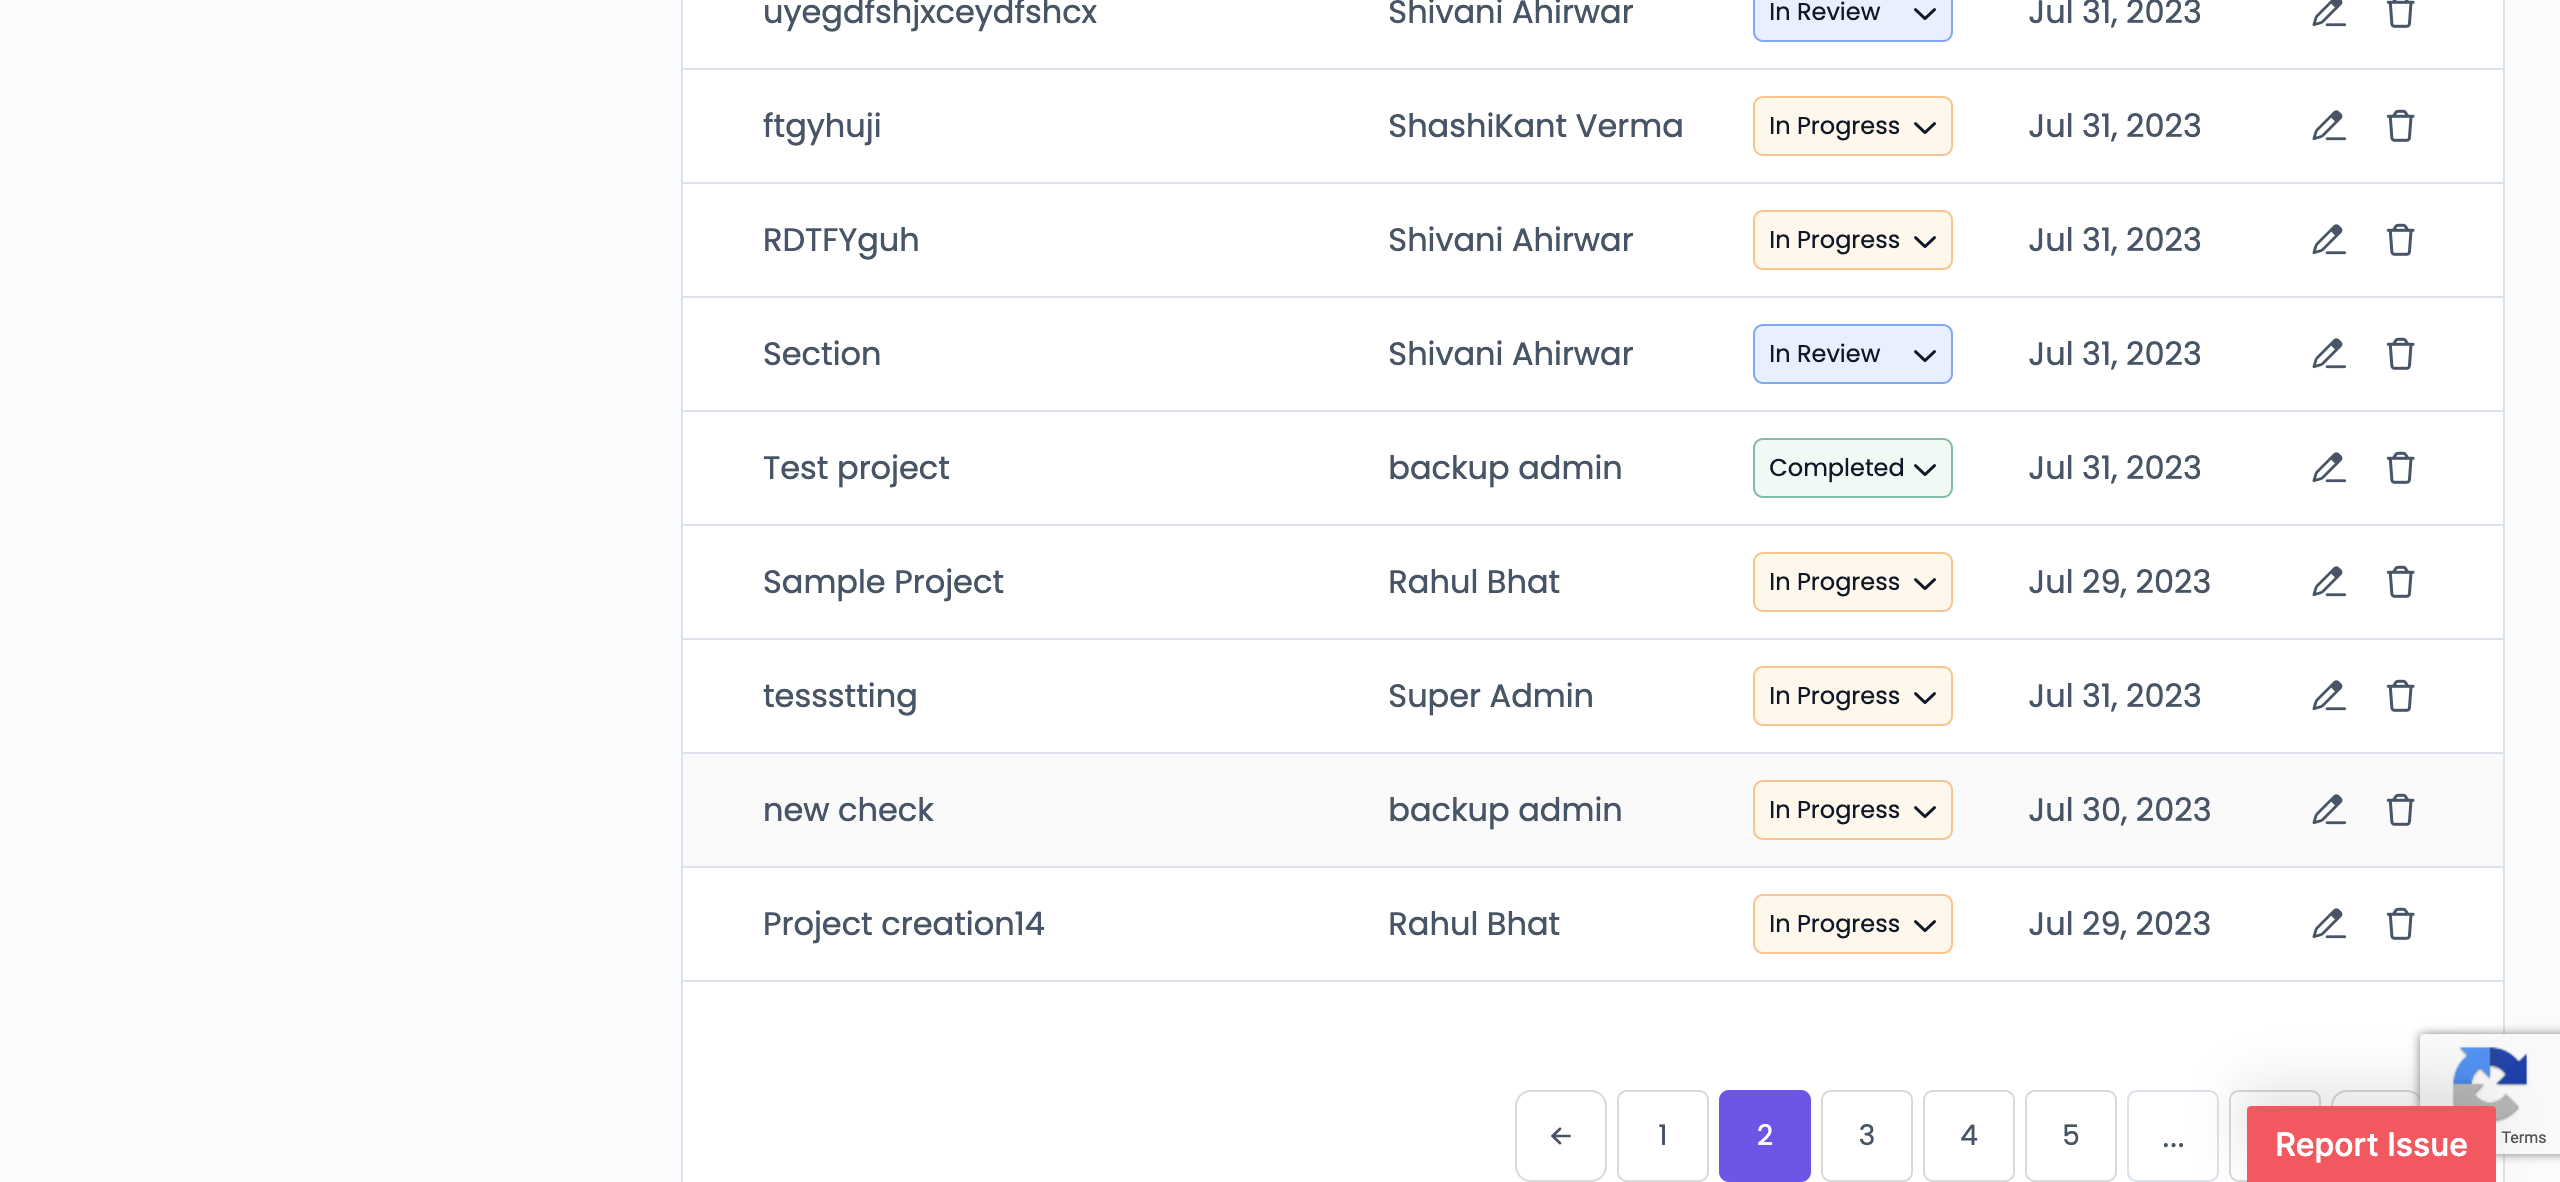 uyegdfshjxceydfshcx Shivani Ahirwar In Review Jul 31, 2023
ftgyhuji ShashiKant Verma In Progress Jul 31, 2023
RDTFYguh Shivani Ahirwar In Progress Jul 31, 2023
Section Shivani Ahirwar In Review Jul 31, 2023
Test project backup admin Completed Jul 31, 2023
Sample Project Rahul Bhat In Progress Jul 29, 2023
tessstting Super Admin In Progress Jul 31, 2023
new check backup admin In Progress Jul 30, 2023
Project creation14 Rahul Bhat In Progress Jul 29, 2023
← 1 2 3 4 5 ...
Report Issue
Terms